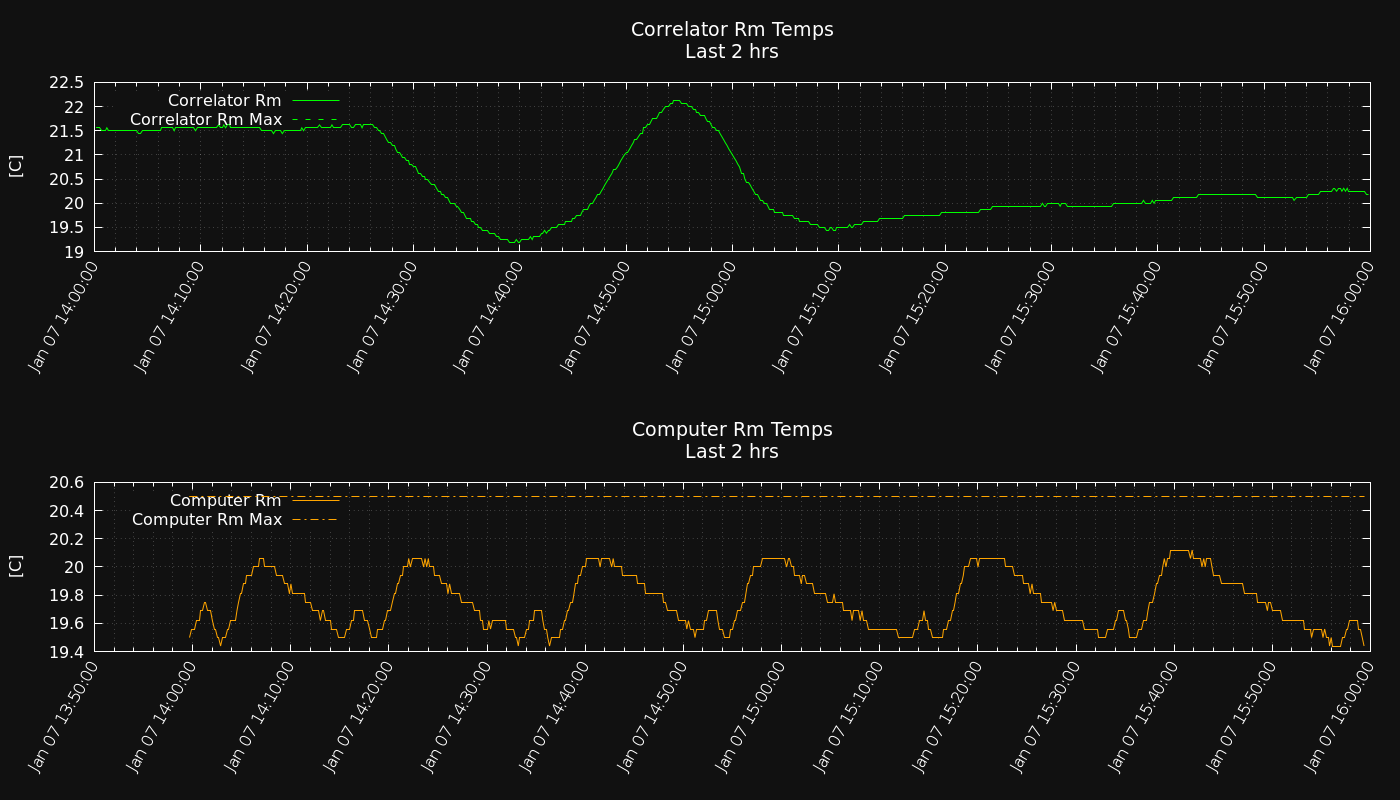 Correlator Rm Temps
Last 2 hrs
22.5
22
21.5
21
20.5
20
19.5
19
[C]
Correlator Rm
Correlator Rm Max
Jan 07 14:00:00
Jan 07 14:10:00
Jan 07 14:20:00
Jan 07 14:30:00
Jan 07 14:40:00
Jan 07 14:50:00
Jan 07 15:00:00
Jan 07 15:10:00
Jan 07 15:20:00
Jan 07 15:30:00
Jan 07 15:40:00
Jan 07 15:50:00
Jan 07 16:00:00
Computer Rm Temps
Last 2 hrs
20.6
20.4
20.2
20
19.8
19.6
19.4
[C]
Computer Rm
Computer Rm Max
Jan 07 13:50:00
Jan 07 14:00:00
Jan 07 14:10:00
Jan 07 14:20:00
Jan 07 14:30:00
Jan 07 14:40:00
Jan 07 14:50:00
Jan 07 15:00:00
Jan 07 15:10:00
Jan 07 15:20:00
Jan 07 15:30:00
Jan 07 15:40:00
Jan 07 15:50:00
Jan 07 16:00:00